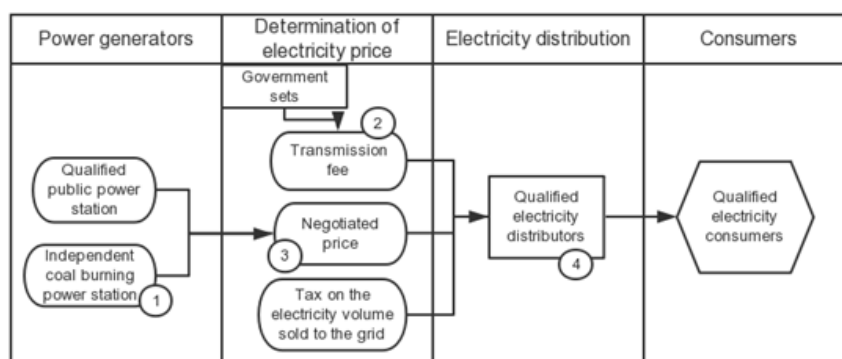 Power generators
Determination of
electricity price
Electricity distribution
Consumers
Government
sets
2
Transmission
fee
Qualified
public power
station
Negotiated
price
3
Independent
coal burning
power station
1
Tax on the
electricity volume
sold to the grid
Qualified
electricity
distributors
4
Qualified
electricity
consumers